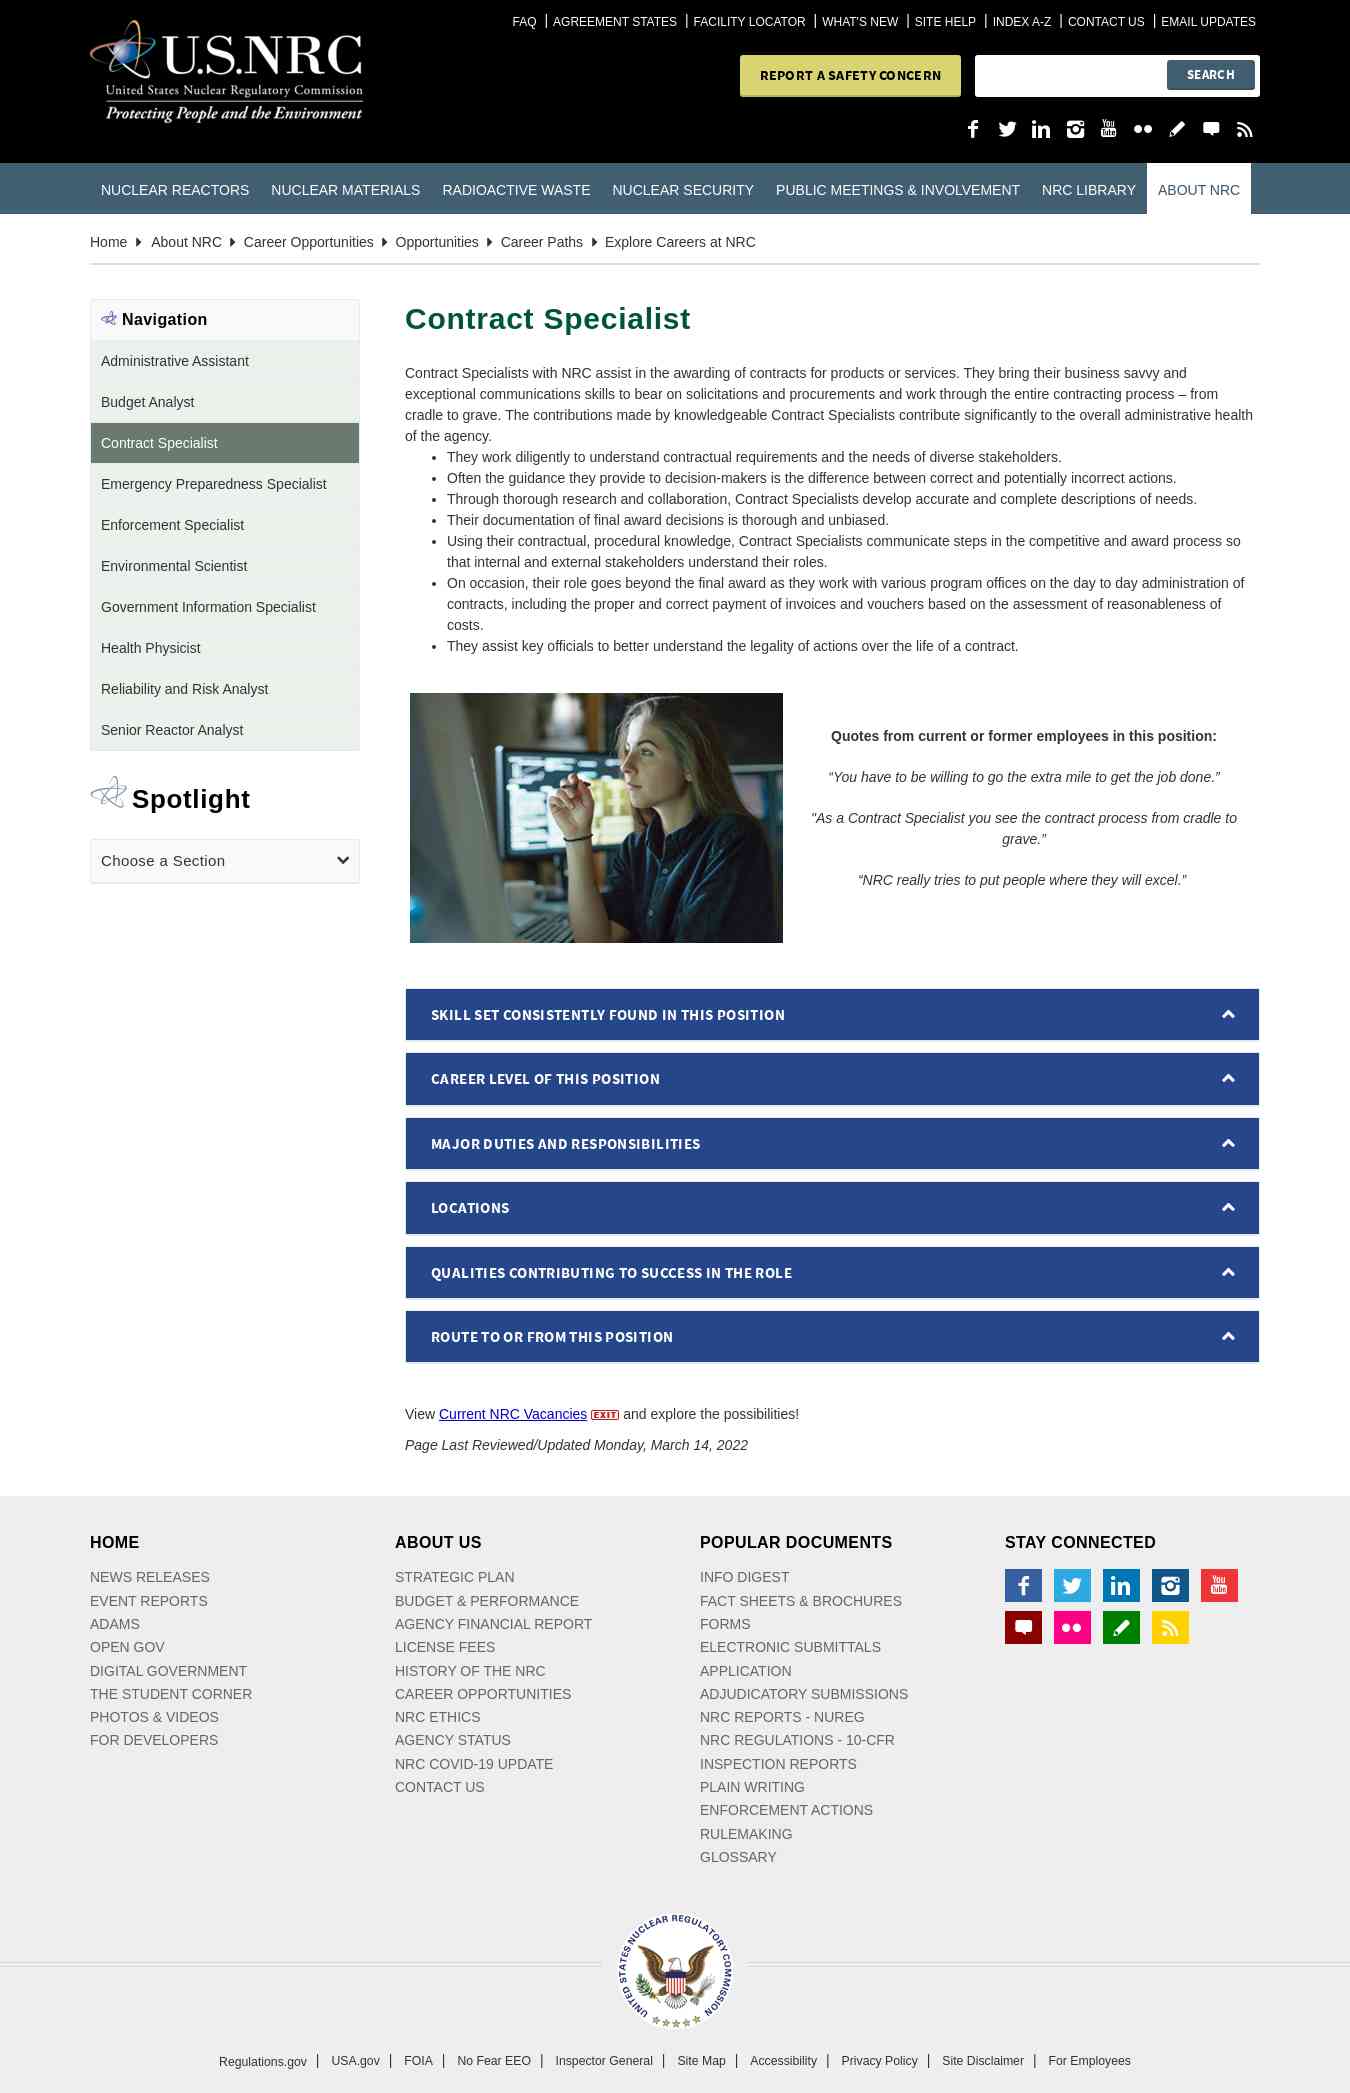 FAQ | AGREEMENT STATES | FACILITY LOCATOR | WHAT'S NEW | SITE HELP | INDEX A-Z | CONTACT US | EMAIL UPDATES
U.S.NRC
United States Nuclear Regulatory Commission
Protecting People and the Environment
REPORT A SAFETY CONCERN
SEARCH
You
Tube
NUCLEAR REACTORS NUCLEAR MATERIALS RADIOACTIVE WASTE NUCLEAR SECURITY PUBLIC MEETINGS & INVOLVEMENT NRC LIBRARY ABOUT NRC
Home About NRC Career Opportunities Opportunities Career Paths Explore Careers at NRC
Navigation
Administrative Assistant
Budget Analyst
Contract Specialist
Emergency Preparedness Specialist
Enforcement Specialist
Environmental Scientist
Government Information Specialist
Health Physicist
Reliability and Risk Analyst
Senior Reactor Analyst
Spotlight
Choose a Section
Contract Specialist
Contract Specialists with NRC assist in the awarding of contracts for products or services. They bring their business savvy and
exceptional communications skills to bear on solicitations and procurements and work through the entire contracting process – from
cradle to grave. The contributions made by knowledgeable Contract Specialists contribute significantly to the overall administrative health
of the agency.
• They work diligently to understand contractual requirements and the needs of diverse stakeholders.
• Often the guidance they provide to decision-makers is the difference between correct and potentially incorrect actions.
• Through thorough research and collaboration, Contract Specialists develop accurate and complete descriptions of needs.
• Their documentation of final award decisions is thorough and unbiased.
• Using their contractual, procedural knowledge, Contract Specialists communicate steps in the competitive and award process so
that internal and external stakeholders understand their roles.
• On occasion, their role goes beyond the final award as they work with various program offices on the day to day administration of
contracts, including the proper and correct payment of invoices and vouchers based on the assessment of reasonableness of
costs.
• They assist key officials to better understand the legality of actions over the life of a contract.
Quotes from current or former employees in this position:
“You have to be willing to go the extra mile to get the job done.”
"As a Contract Specialist you see the contract process from cradle to
grave.”
“NRC really tries to put people where they will excel.”
SKILL SET CONSISTENTLY FOUND IN THIS POSITION
CAREER LEVEL OF THIS POSITION
MAJOR DUTIES AND RESPONSIBILITIES
LOCATIONS
QUALITIES CONTRIBUTING TO SUCCESS IN THE ROLE
ROUTE TO OR FROM THIS POSITION
View Current NRC Vacancies EXIT and explore the possibilities!
Page Last Reviewed/Updated Monday, March 14, 2022
HOME
NEWS RELEASES
EVENT REPORTS
ADAMS
OPEN GOV
DIGITAL GOVERNMENT
THE STUDENT CORNER
PHOTOS & VIDEOS
FOR DEVELOPERS
ABOUT US
STRATEGIC PLAN
BUDGET & PERFORMANCE
AGENCY FINANCIAL REPORT
LICENSE FEES
HISTORY OF THE NRC
CAREER OPPORTUNITIES
NRC ETHICS
AGENCY STATUS
NRC COVID-19 UPDATE
CONTACT US
POPULAR DOCUMENTS
INFO DIGEST
FACT SHEETS & BROCHURES
FORMS
ELECTRONIC SUBMITTALS
APPLICATION
ADJUDICATORY SUBMISSIONS
NRC REPORTS - NUREG
NRC REGULATIONS - 10-CFR
INSPECTION REPORTS
PLAIN WRITING
ENFORCEMENT ACTIONS
RULEMAKING
GLOSSARY
STAY CONNECTED
You
Tube
UNITED STATES NUCLEAR REGULATORY COMMISSION
Regulations.gov | USA.gov | FOIA | No Fear EEO | Inspector General | Site Map | Accessibility | Privacy Policy | Site Disclaimer | For Employees